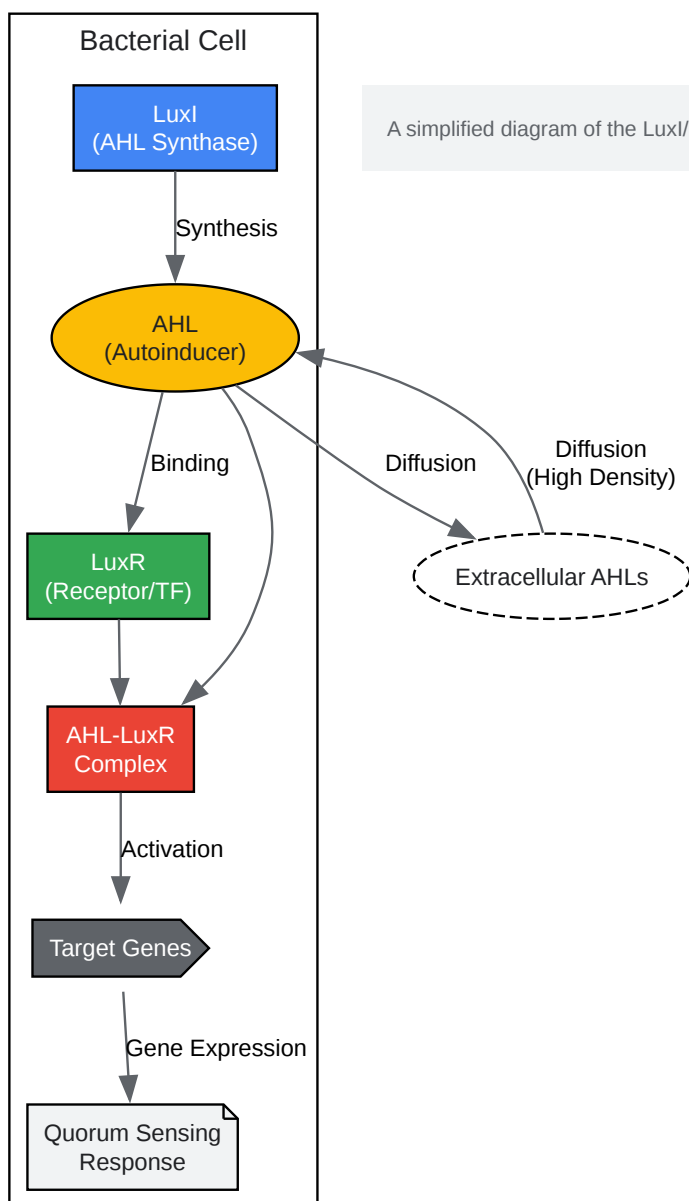 Bacterial Cell
LuxI
(AHL Synthase)
A simplified diagram of the LuxI/
Synthesis
AHL
(Autoinducer)
Binding
Diffusion
Diffusion
(High Density)
LuxR
(Receptor/TF)
Extracellular AHLs
AHL-LuxR
Complex
Activation
Target Genes
Gene Expression
Quorum Sensing
Response